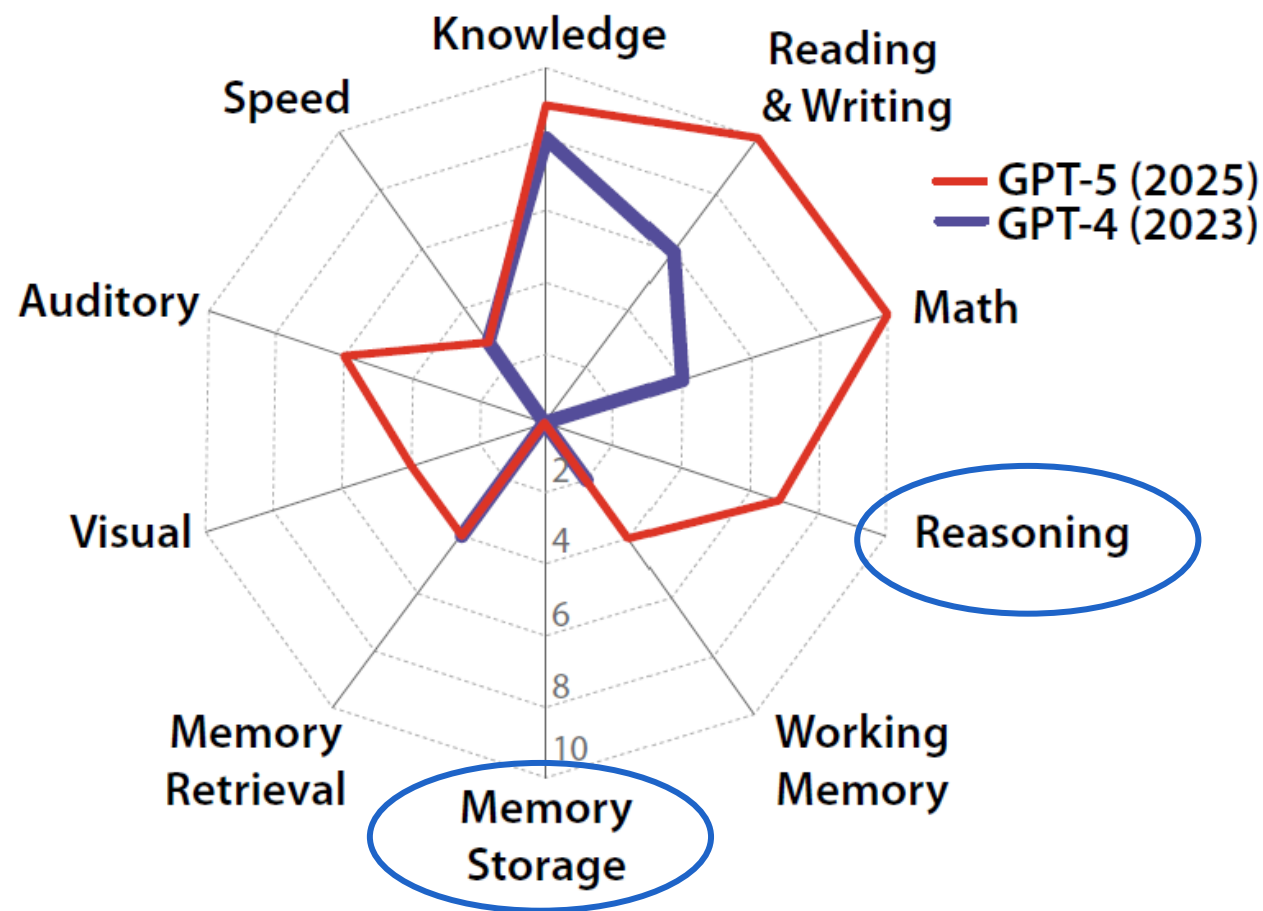 Knowledge
Reading
& Writing
Speed
GPT-5 (2025)
GPT-4 (2023)
Auditory
Math
2
Visual
Reasoning
4
6
8
Memory
Retrieval
Working
Memory
10
Memory
Storage